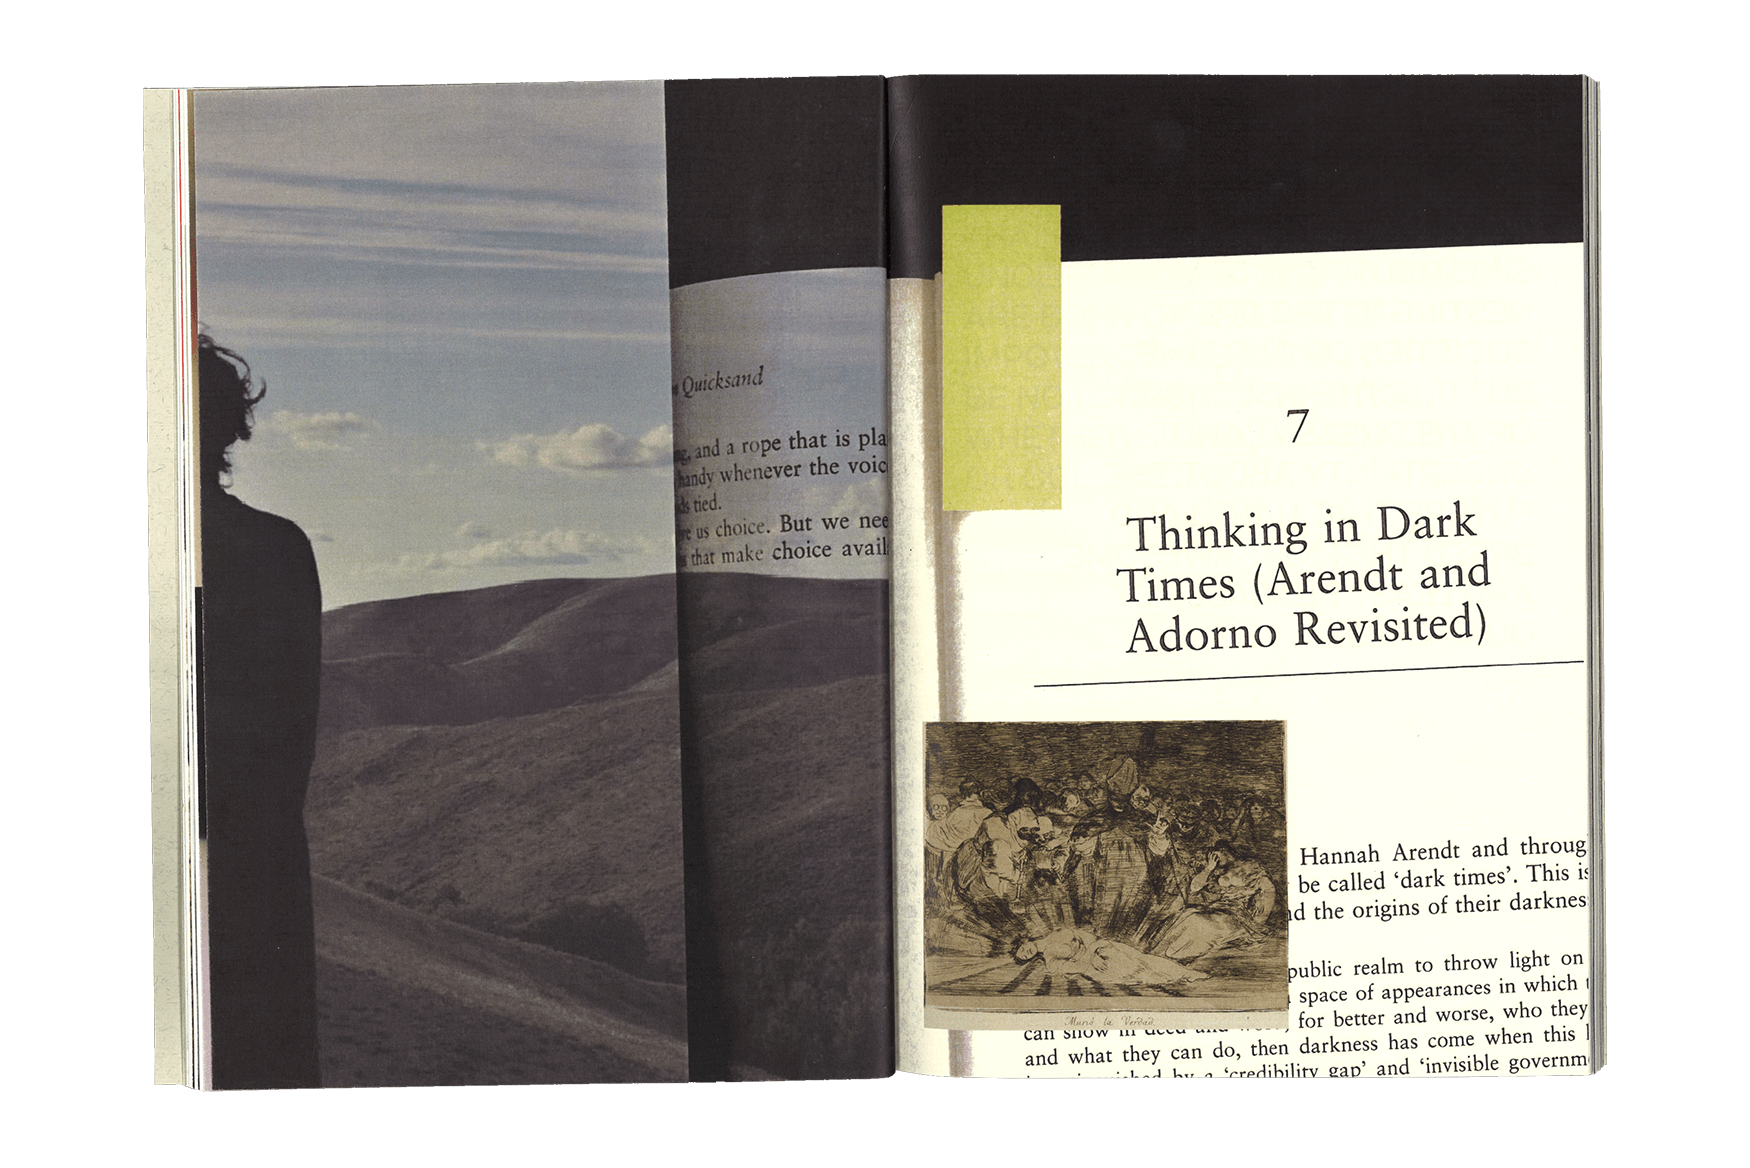 Quicksand
and a rope that is pla
handy whenever the voic
tied.
us choice. But we nee
that make choice avail
7
Thinking in Dark
Times (Arendt and
Adorno Revisited)
Hannah Arendt and throug
be called ‘dark times’. This is
the origins of their darknes
public realm to throw light on
space of appearances in which
Murió la Verdad.
can show in deed and for better and worse, who they
and what they can do, then darkness has come when this
by a ‘credibility gap’ and ‘invisible governm